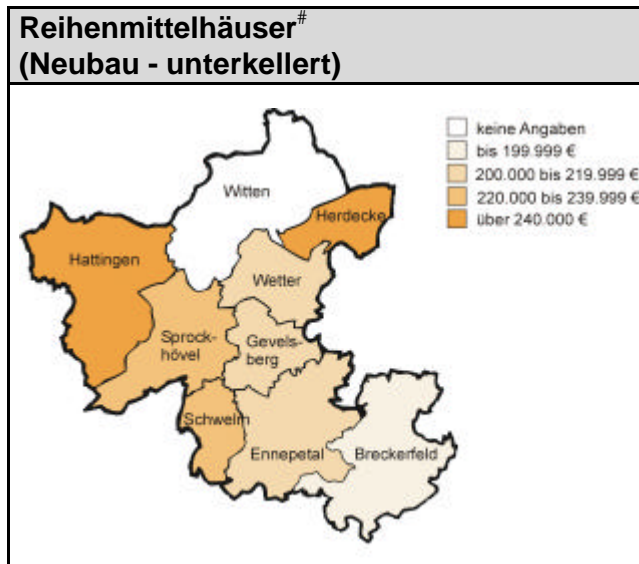 Reihenmittelhäuser#
(Neubau - unterkellert)
keine Angaben
bis 199.999 €
200.000 bis 219.999 €
220.000 bis 239.999 €
über 240.000 €
Witten
Herdecke
Hattingen
Wetter
Sprock-
hövel
Gevels-
berg
Schwelm
Ennepetal
Breckerfeld